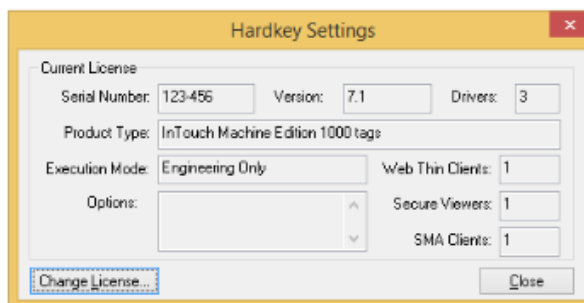 Hardkey Settings
Current License
Serial Number: 123-456 Version: 7.1 Drivers: 3
Product Type: InTouch Machine Edition 1000 tags
Execution Mode: Engineering Only Web Thin Clients: 1
Options: Secure Viewers: 1
SMA Clients: 1
Change License... Close